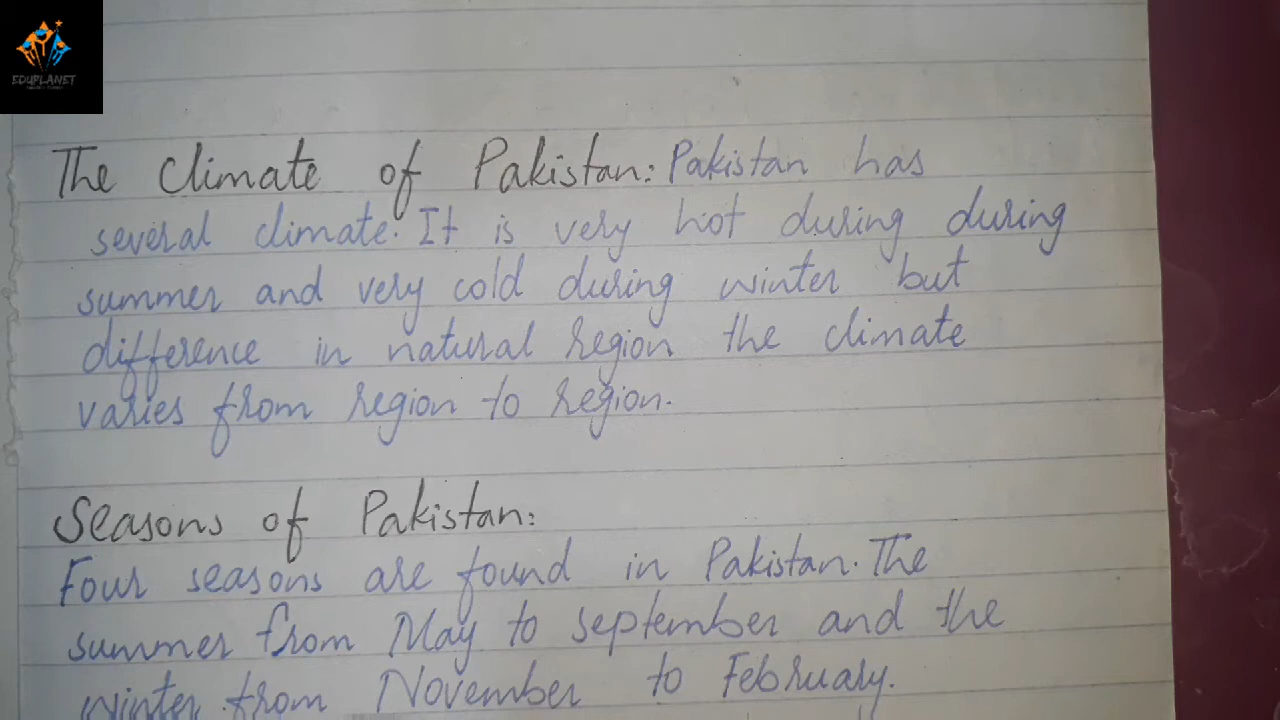 EDUPLANET
The Climate of Pakistan: Pakistan has
several climate. It is very hot during during
summer and very cold during winter but
difference in natural region the climate
varies from region to region.
Seasons of Pakistan:
Four seasons are found in Pakistan. The
summer from May to september and the
winter from November to February.